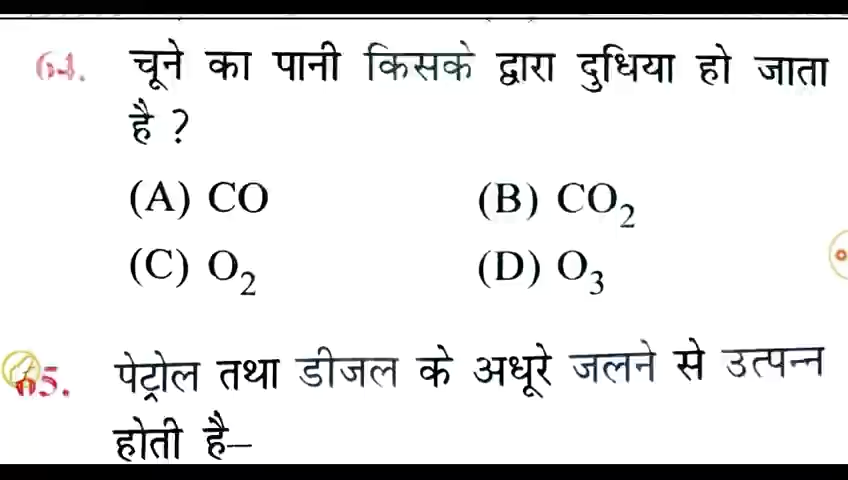 64. चूने का पानी किसके द्वारा दुधिया हो जाता
है ?
(A) CO (B) CO₂
(C) O₂ (D) O₃
65. पेट्रोल तथा डीजल के अधूरे जलने से उत्पन्न
होती है–